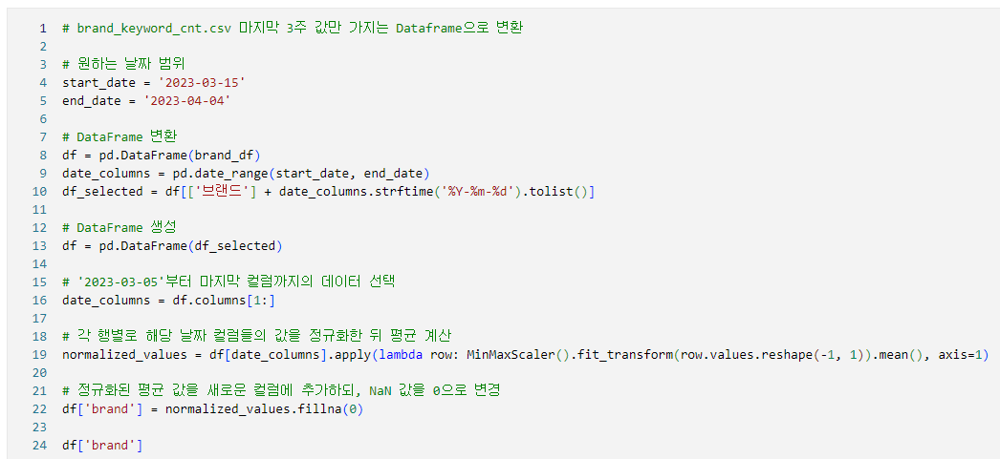 1 # brand_keyword_cnt.csv 마지막 3주 값만 가지는 Dataframe으로 변환
2
3 # 원하는 날짜 범위
4 start_date = '2023-03-15'
5 end_date = '2023-04-04'
6
7 # DataFrame 변환
8 df = pd.DataFrame(brand_df)
9 date_columns = pd.date_range(start_date, end_date)
10 df_selected = df[['브랜드'] + date_columns.strftime('%Y-%m-%d').tolist()]
11
12 # DataFrame 생성
13 df = pd.DataFrame(df_selected)
14
15 # '2023-03-05'부터 마지막 컬럼까지의 데이터 선택
16 date_columns = df.columns[1:]
17
18 # 각 행별로 해당 날짜 컬럼들의 값을 정규화한 뒤 평균 계산
19 normalized_values = df[date_columns].apply(lambda row: MinMaxScaler().fit_transform(row.values.reshape(-1, 1)).mean(), axis=1)
20
21 # 정규화된 평균 값을 새로운 컬럼에 추가하되, NaN 값을 0으로 변경
22 df['brand'] = normalized_values.fillna(0)
23
24 df['brand']